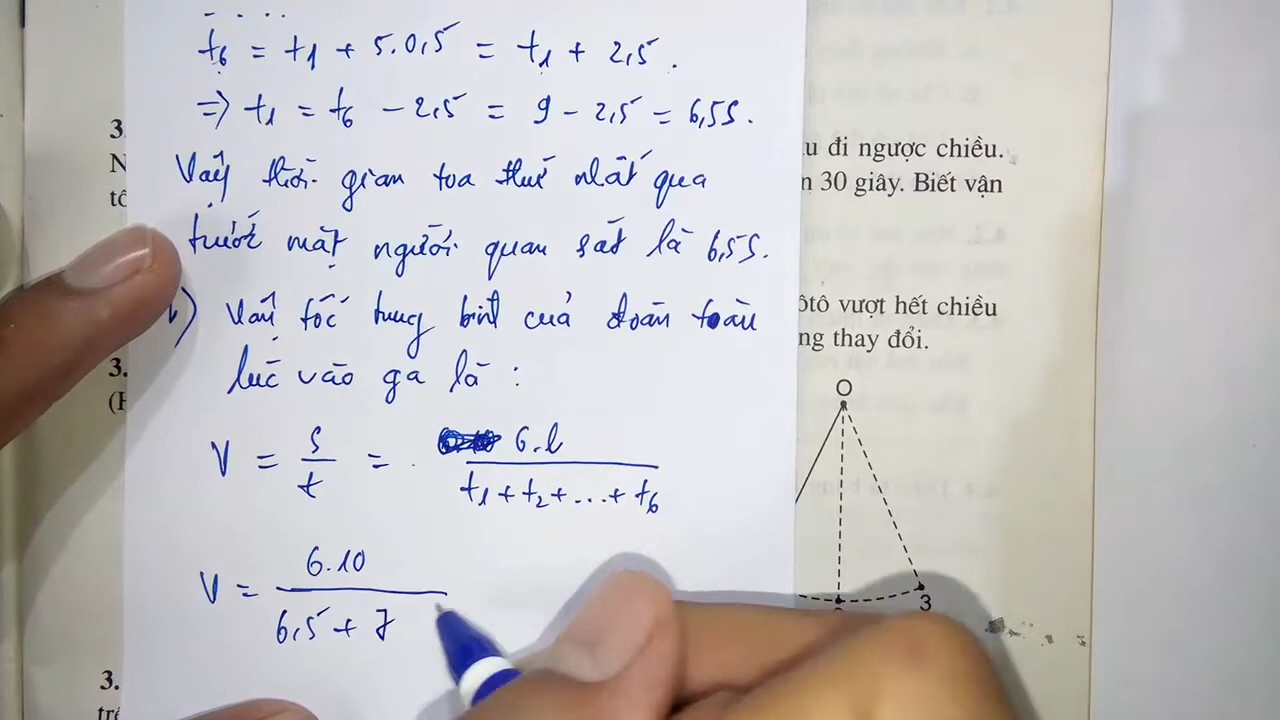 t6 = t1 + 5.0,5 = t1 + 2,5.
=> t1 = t6 - 2,5 = 9 - 2,5 = 6,5s.
Vậy thời gian toa thứ nhất qua
trước mặt người quan sát là 6,5s.
) Vận tốc trung bình của đoàn toàu
lúc vào ga là :
V = s/t = 6.l / (t1 + t2 + ... + t6)
V = 6.10 / (6,5 + 7
3.
N
tố
u đi ngược chiều.
n 30 giây. Biết vận
3.
(H
ôtô vượt hết chiều
ng thay đổi.
O
3
3.